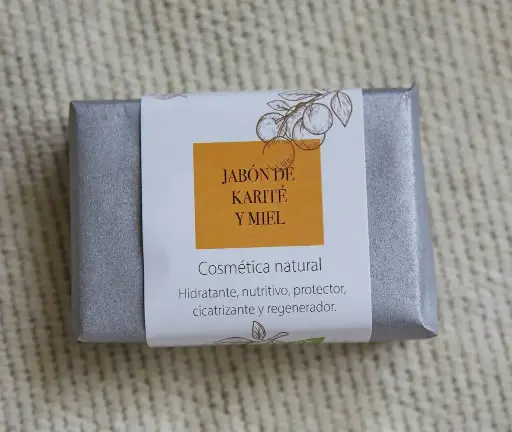 JABÓN DE
KARITÉ
Y MIEL
Cosmética natural
Hidratante, nutritivo, protector,
cicatrizante y regenerador.